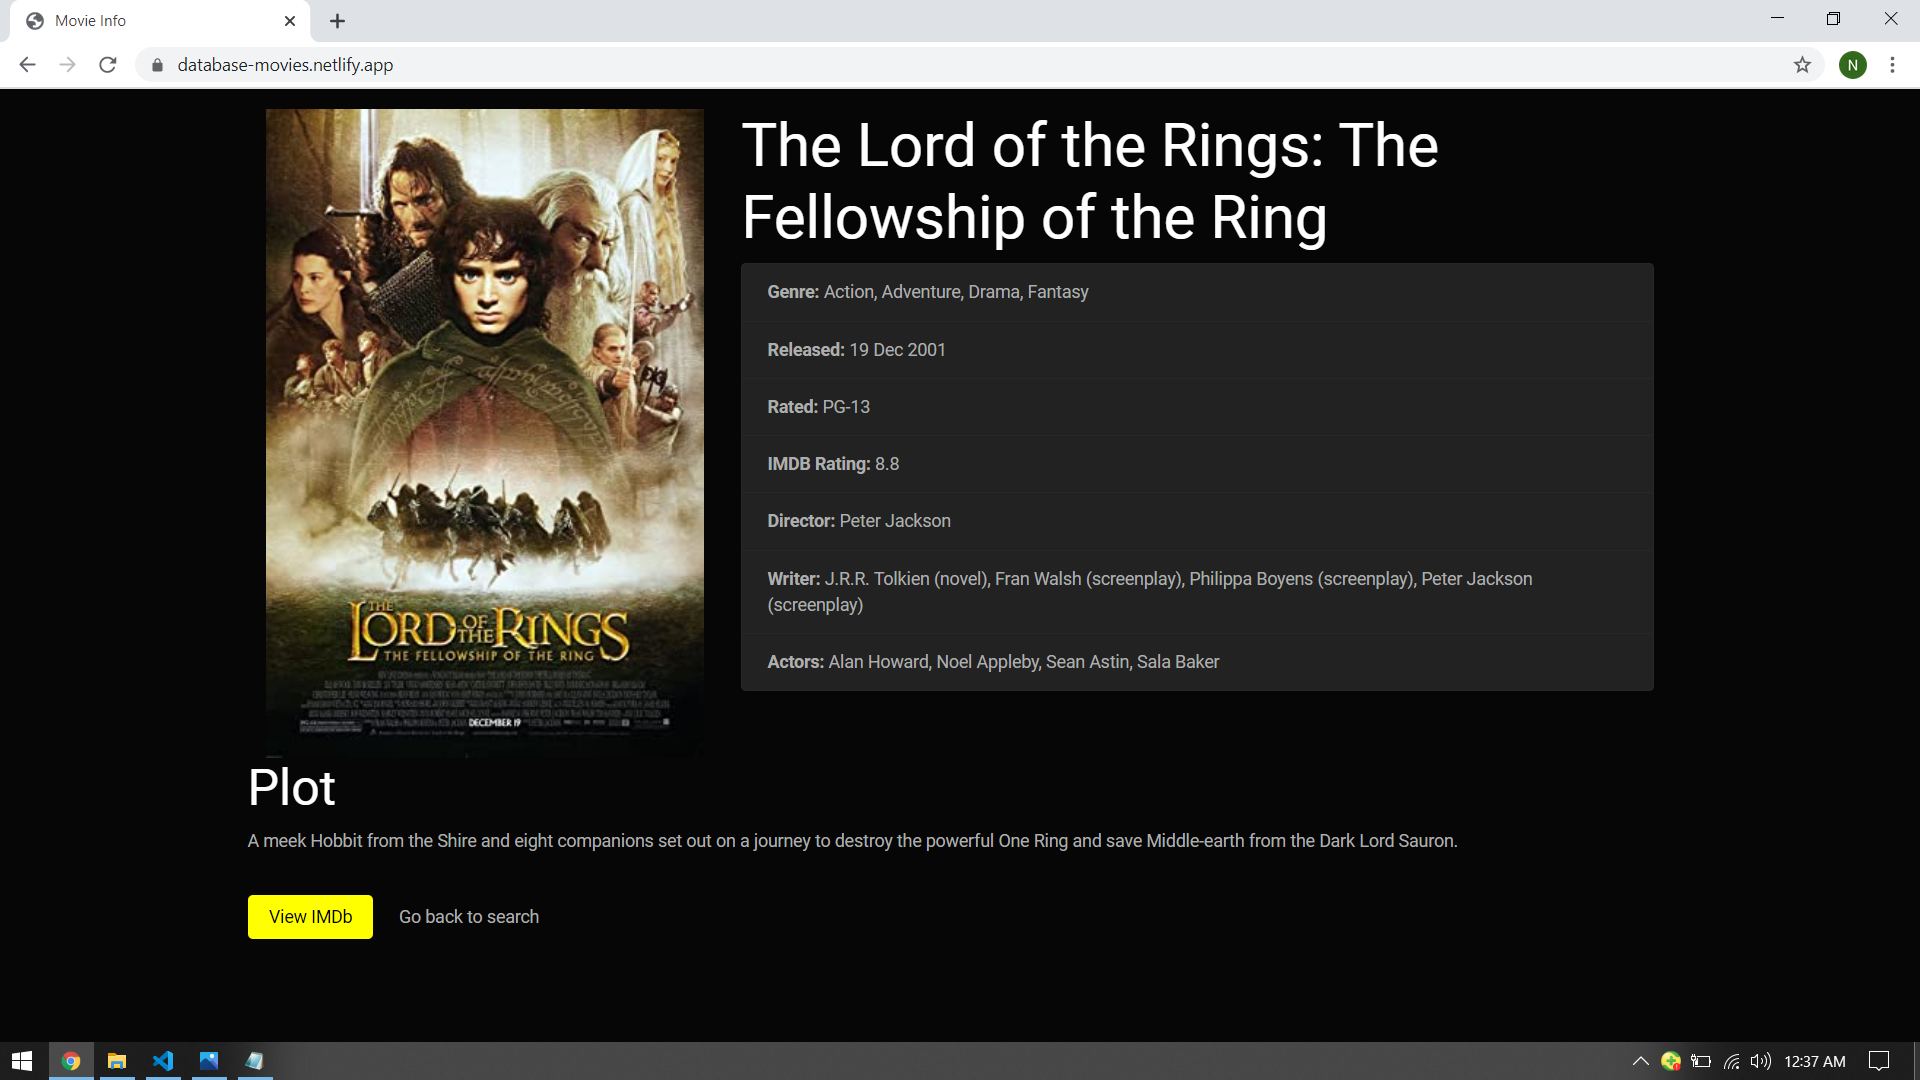 Movie Info
database-movies.netlify.app
N
The Lord of the Rings: The
Fellowship of the Ring
Genre: Action, Adventure, Drama, Fantasy
Released: 19 Dec 2001
Rated: PG-13
IMDB Rating: 8.8
Director: Peter Jackson
Writer: J.R.R. Tolkien (novel), Fran Walsh (screenplay), Philippa Boyens (screenplay), Peter Jackson
(screenplay)
Actors: Alan Howard, Noel Appleby, Sean Astin, Sala Baker
THE
LORD OF THE RINGS
THE FELLOWSHIP OF THE RING
DECEMBER 19
Plot
A meek Hobbit from the Shire and eight companions set out on a journey to destroy the powerful One Ring and save Middle-earth from the Dark Lord Sauron.
View IMDb
Go back to search
12:37 AM